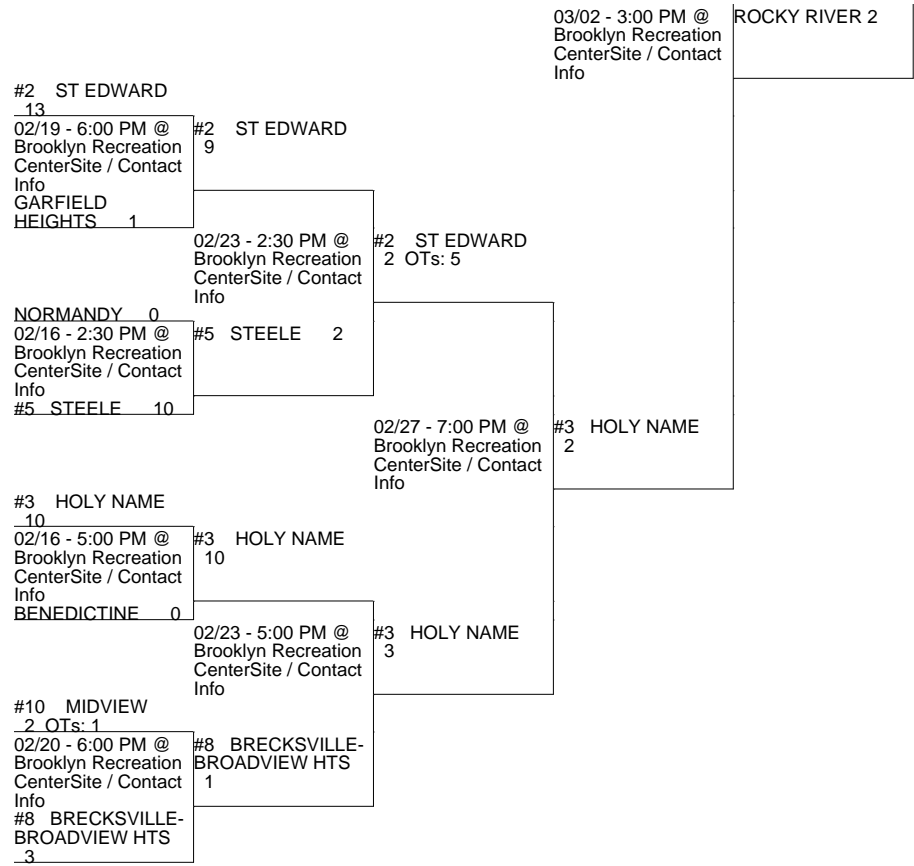 03/02 - 3:00 PM @
Brooklyn Recreation
CenterSite / Contact
Info
ROCKY RIVER 2
#2 ST EDWARD
13
02/19 - 6:00 PM @
Brooklyn Recreation
CenterSite / Contact
Info
GARFIELD
HEIGHTS 1
#2 ST EDWARD
9
02/23 - 2:30 PM @
Brooklyn Recreation
CenterSite / Contact
Info
#2 ST EDWARD
2 OTs: 5
NORMANDY 0
02/16 - 2:30 PM @
Brooklyn Recreation
CenterSite / Contact
Info
#5 STEELE 10
#5 STEELE 2
02/27 - 7:00 PM @
Brooklyn Recreation
CenterSite / Contact
Info
#3 HOLY NAME
2
#3 HOLY NAME
10
02/16 - 5:00 PM @
Brooklyn Recreation
CenterSite / Contact
Info
BENEDICTINE 0
#3 HOLY NAME
10
02/23 - 5:00 PM @
Brooklyn Recreation
CenterSite / Contact
Info
#3 HOLY NAME
3
#10 MIDVIEW
2 OTs: 1
02/20 - 6:00 PM @
Brooklyn Recreation
CenterSite / Contact
Info
#8 BRECKSVILLE-
BROADVIEW HTS
3
#8 BRECKSVILLE-
BROADVIEW HTS
1